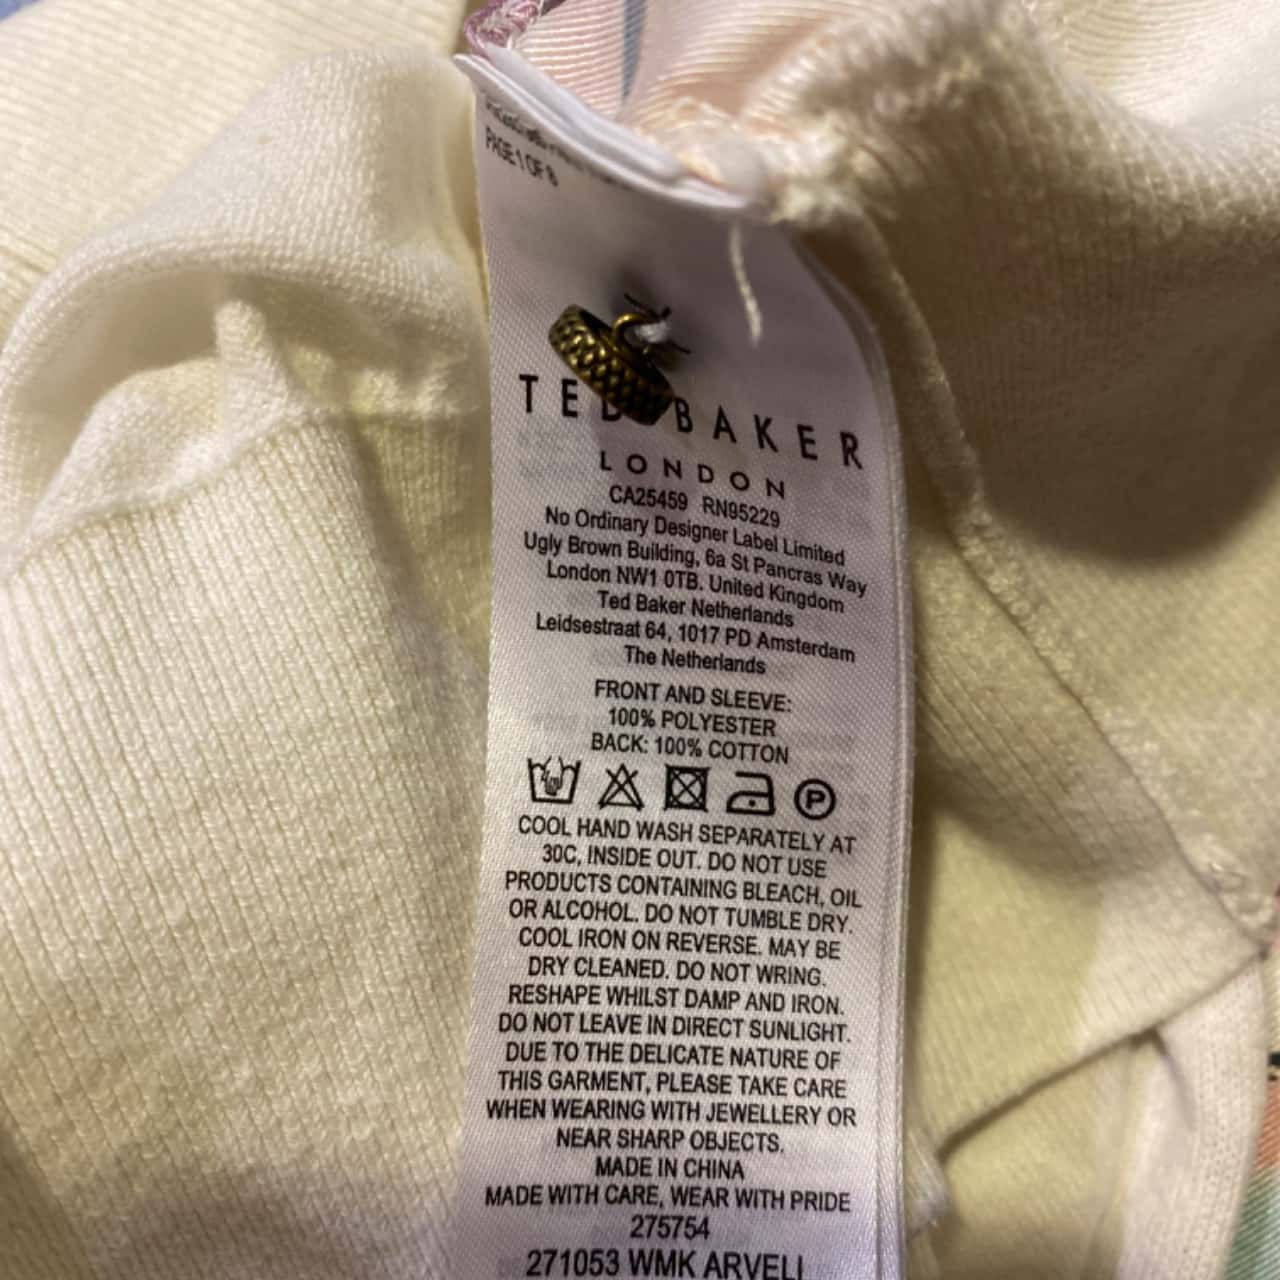 PAGE 1 OF 8
TED BAKER
LONDON
CA25459 RN95229
No Ordinary Designer Label Limited
Ugly Brown Building, 6a St Pancras Way
London NW1 0TB. United Kingdom
Ted Baker Netherlands
Leidsestraat 64, 1017 PD Amsterdam
The Netherlands
FRONT AND SLEEVE:
100% POLYESTER
BACK: 100% COTTON
P
COOL HAND WASH SEPARATELY AT
30C, INSIDE OUT. DO NOT USE
PRODUCTS CONTAINING BLEACH, OIL
OR ALCOHOL. DO NOT TUMBLE DRY.
COOL IRON ON REVERSE. MAY BE
DRY CLEANED. DO NOT WRING.
RESHAPE WHILST DAMP AND IRON.
DO NOT LEAVE IN DIRECT SUNLIGHT.
DUE TO THE DELICATE NATURE OF
THIS GARMENT, PLEASE TAKE CARE
WHEN WEARING WITH JEWELLERY OR
NEAR SHARP OBJECTS.
MADE IN CHINA
MADE WITH CARE, WEAR WITH PRIDE
275754
271053 WMK ARVELI